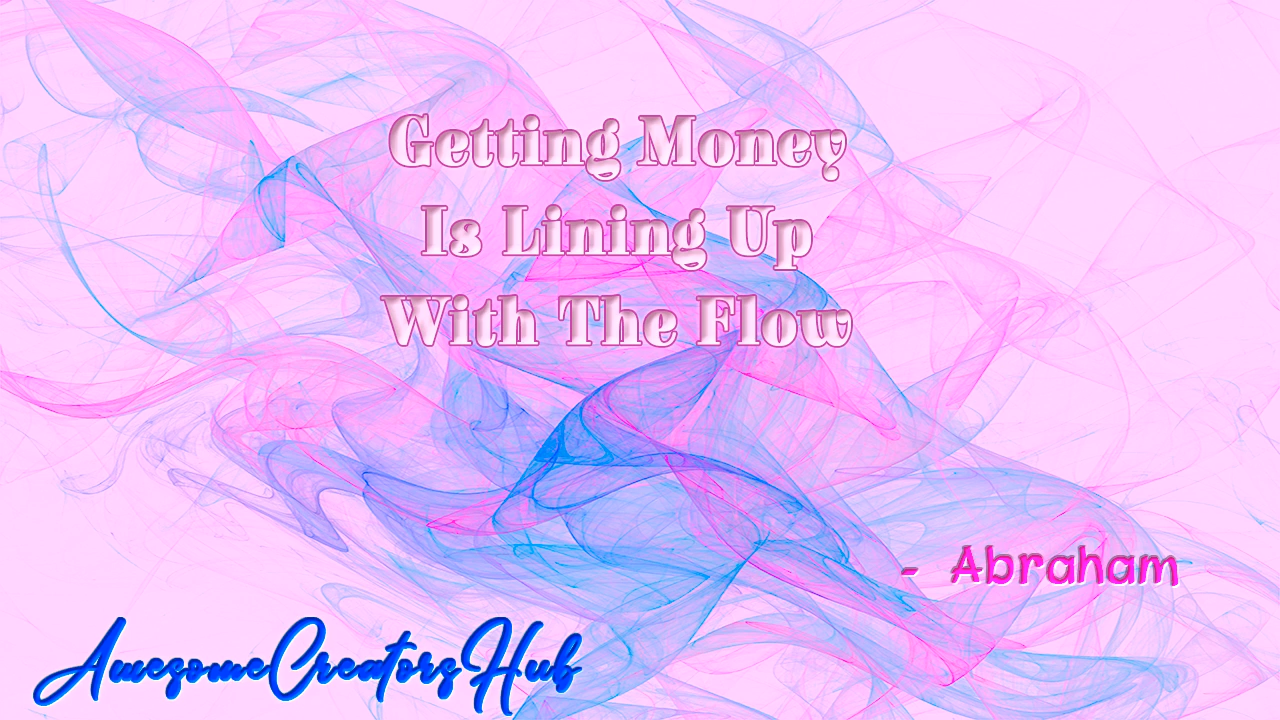 Getting Money
Is Lining Up
With The Flow
- Abraham
AwesomeCreatorsHub